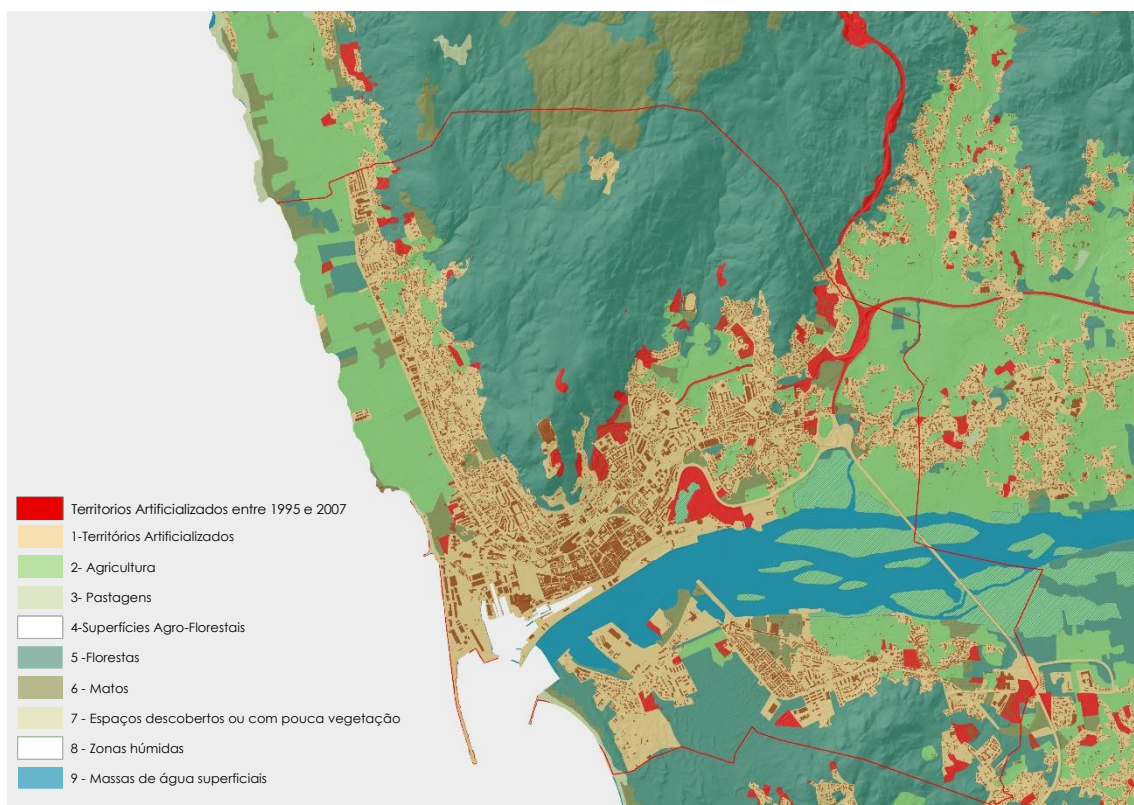 Territorios Artificializados entre 1995 e 2007
1-Territórios Artificializados
2- Agricultura
3- Pastagens
4-Superfícies Agro-Florestais
5 -Florestas
6 - Matos
7 - Espaços descobertos ou com pouca vegetação
8 - Zonas húmidas
9 - Massas de água superficiais